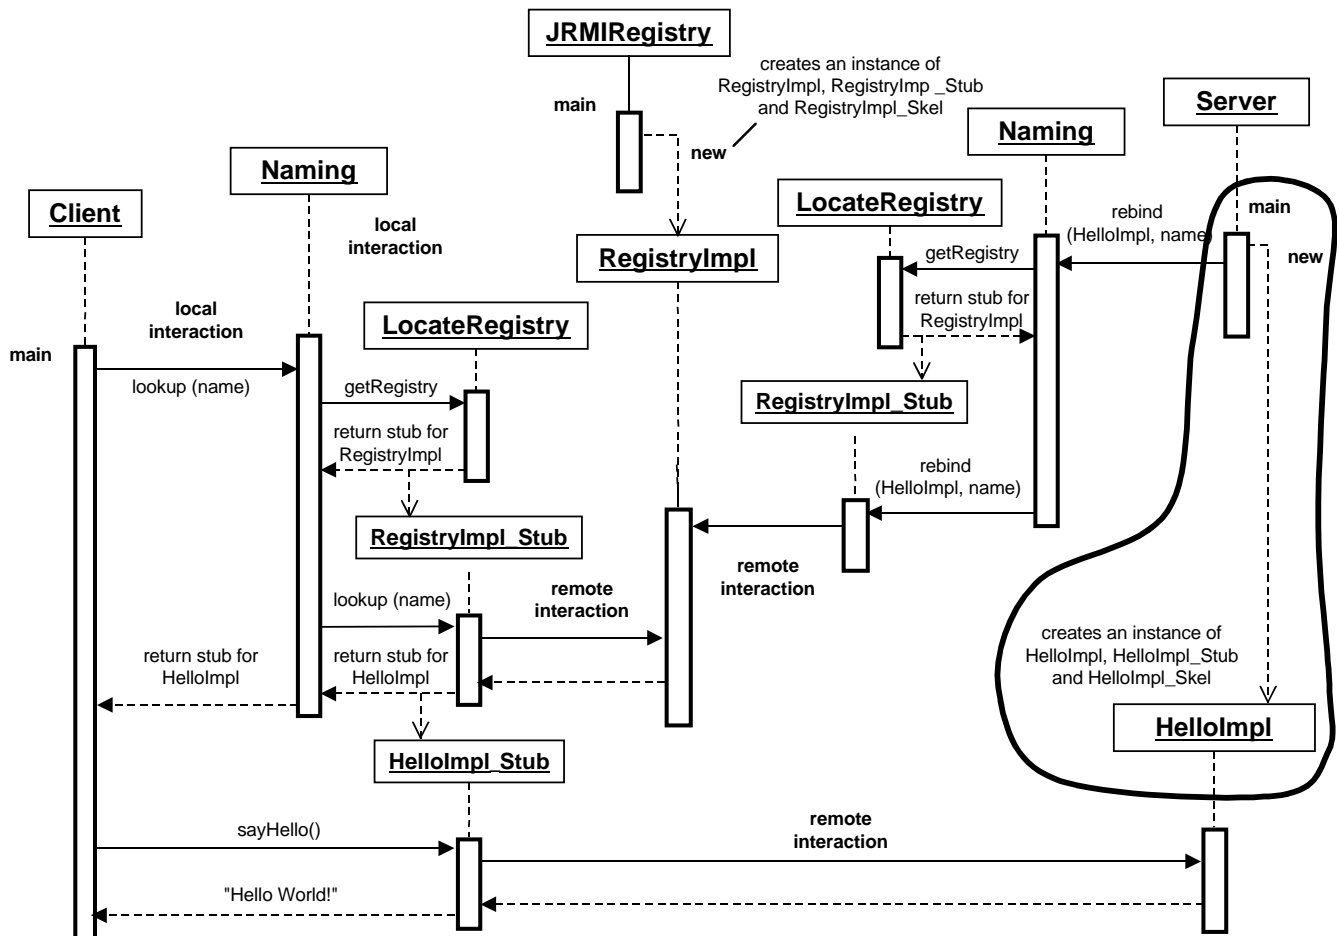 JRMIRegistry
creates an instance of
RegistryImpl, RegistryImp _Stub
and RegistryImpl_Skel
main
new
Server
Naming
Naming
LocateRegistry
Client
local
interaction
RegistryImpl
rebind
(HelloImpl, name)
main
new
getRegistry
return stub for
RegistryImpl
local
interaction
LocateRegistry
main
lookup (name)
getRegistry
RegistryImpl_Stub
return stub for
RegistryImpl
rebind
(HelloImpl, name)
RegistryImpl_Stub
remote
interaction
remote
interaction
lookup (name)
return stub for
HelloImpl
return stub for
HelloImpl
creates an instance of
HelloImpl, HelloImpl_Stub
and HelloImpl_Skel
HelloImpl
HelloImpl_Stub
sayHello()
remote
interaction
"Hello World!"